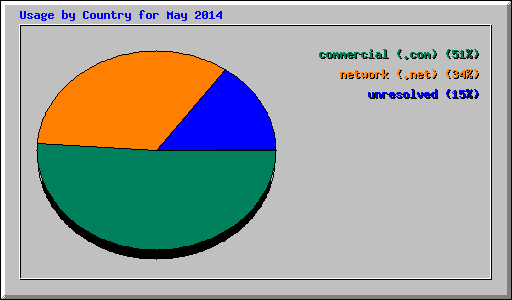 Usage by Country for May 2014
commercial (.com) (51%)
network (.net) (34%)
unresolved (15%)